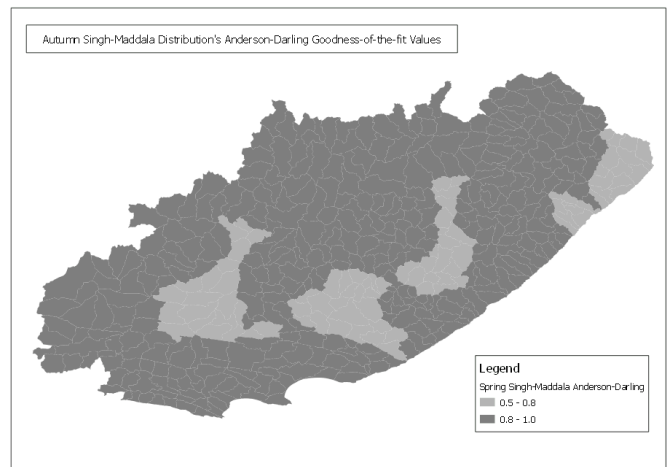 Autumn Singh-Maddala Distribution's Anderson-Darling Goodness-of-the-fit Values
Legend
Spring Singh-Maddala Anderson-Darling
0.5 - 0.8
0.8 - 1.0